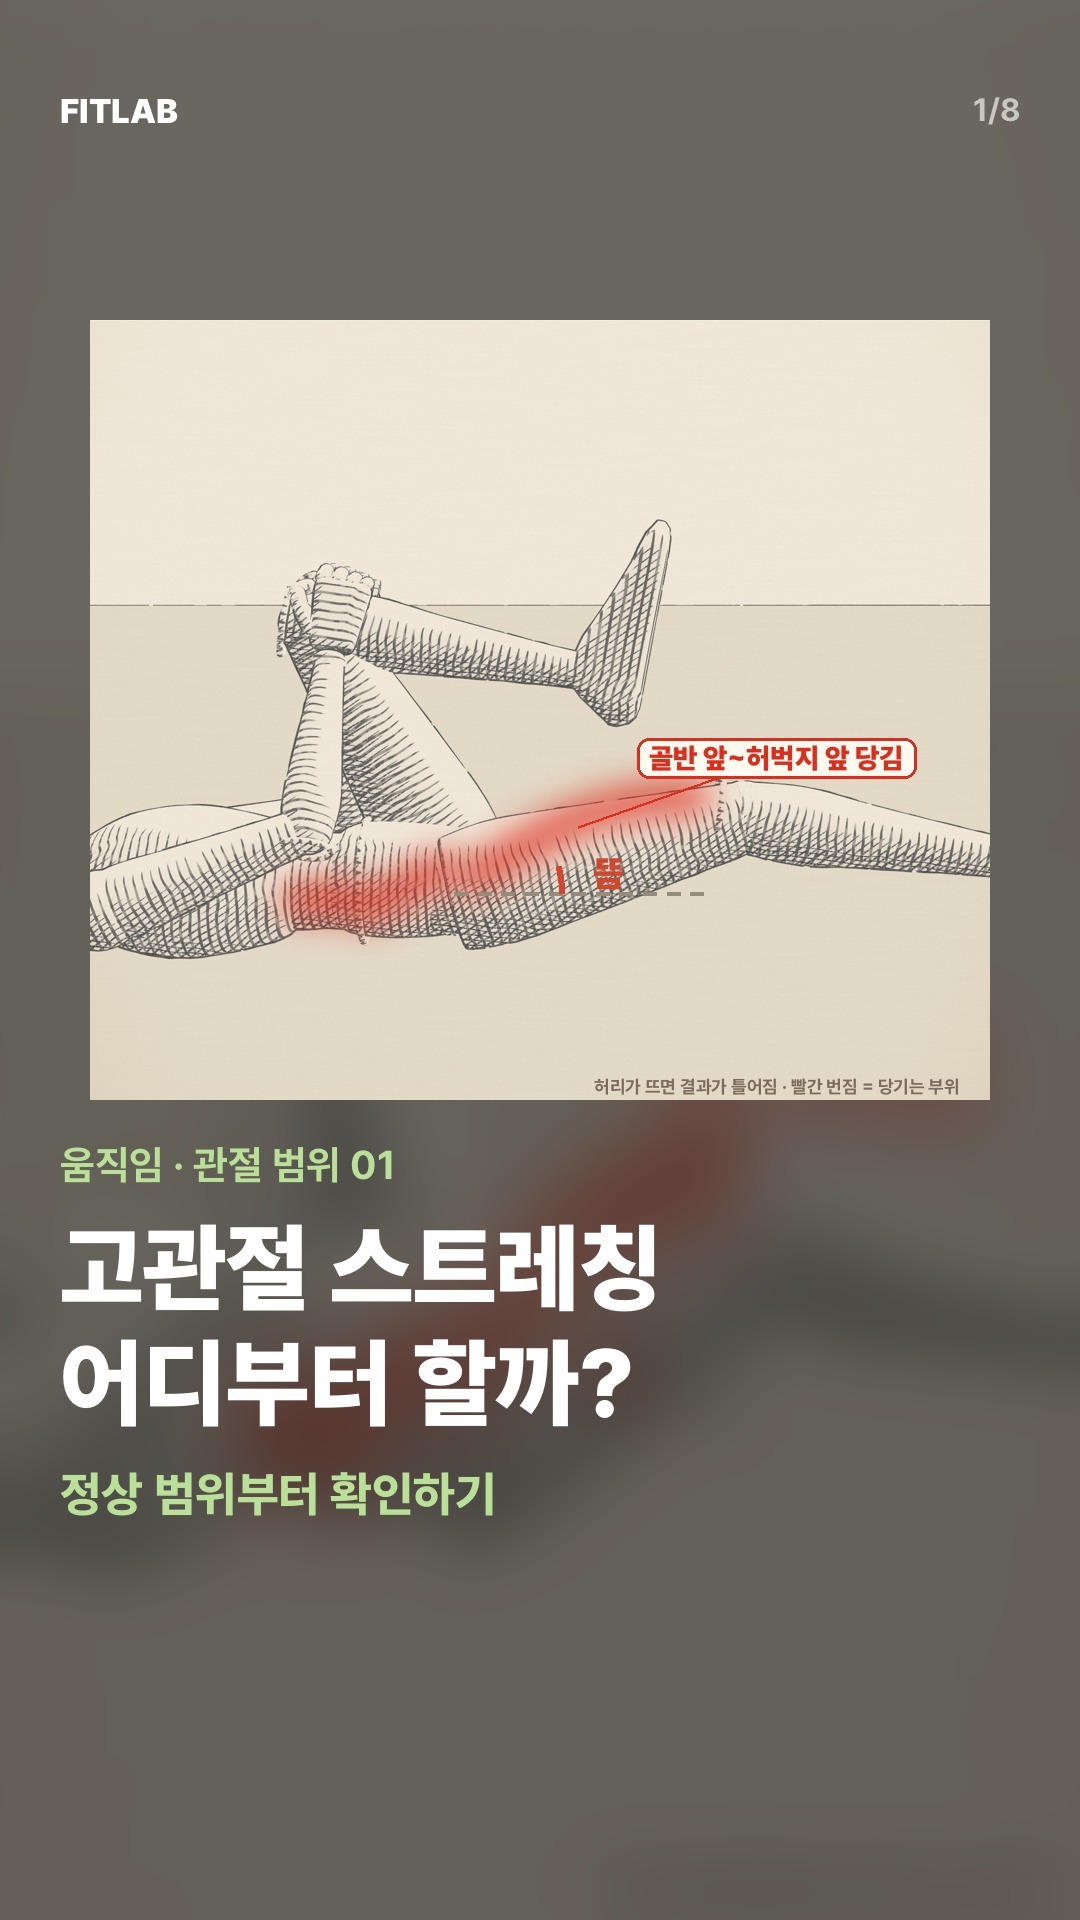 FITLAB
1/8
골반 앞~허벅지 앞 당김
뜸
허리가 뜨면 결과가 틀어짐 · 빨간 번짐 = 당기는 부위
움직임 · 관절 범위 01
고관절 스트레칭
어디부터 할까?
정상 범위부터 확인하기